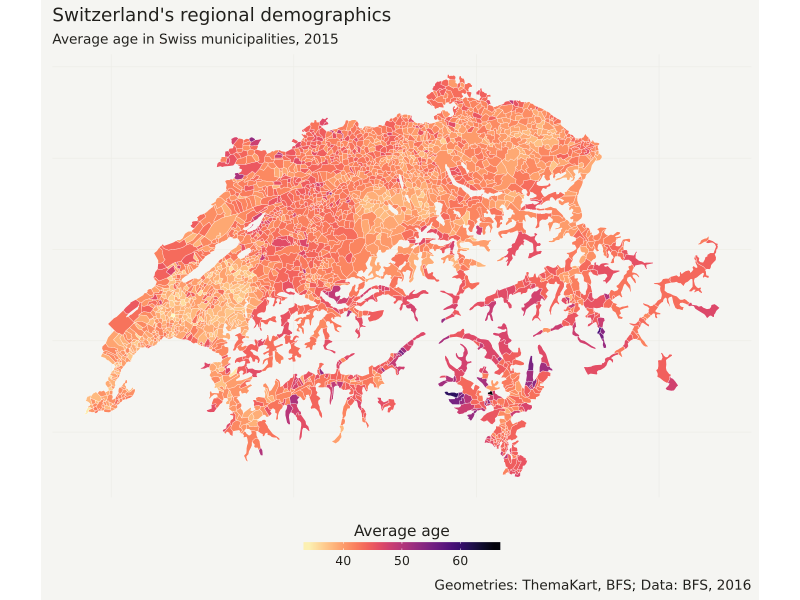 Switzerland's regional demographics
Average age in Swiss municipalities, 2015
Average age
40 50 60
Geometries: ThemaKart, BFS; Data: BFS, 2016